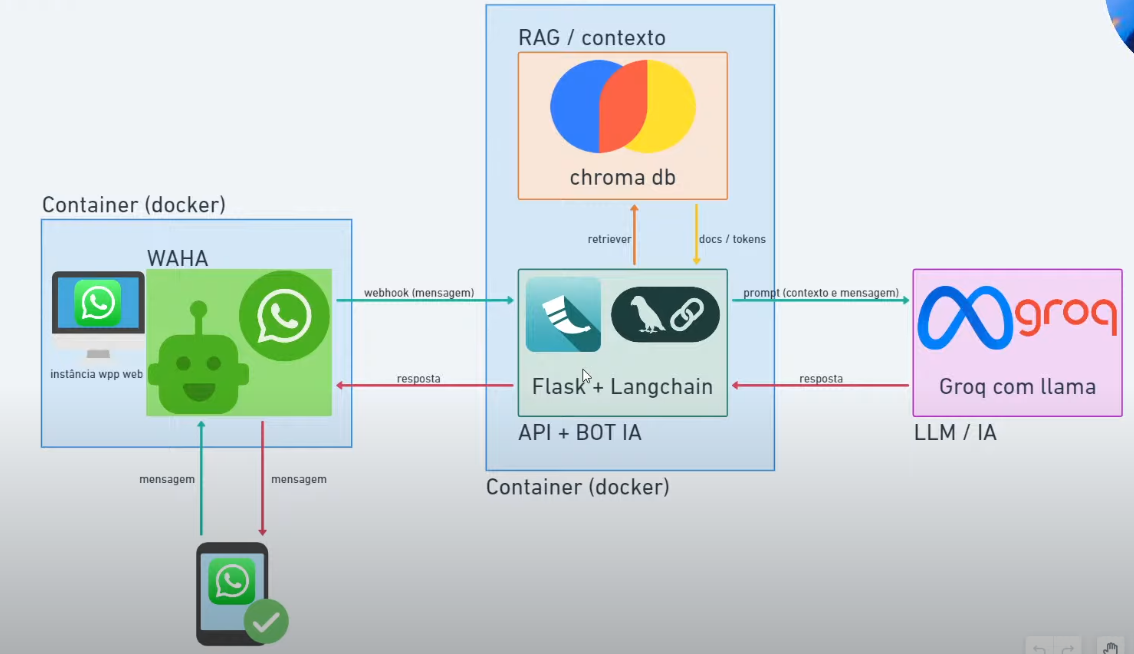 RAG / contexto
chroma db
Container (docker)
WAHA
retriever
docs / tokens
instância wpp web
webhook (mensagem)
prompt (contexto e mensagem)
groq
resposta
resposta
Flask + Langchain
Groq com llama
API + BOT IA
LLM / IA
Container (docker)
mensagem
mensagem